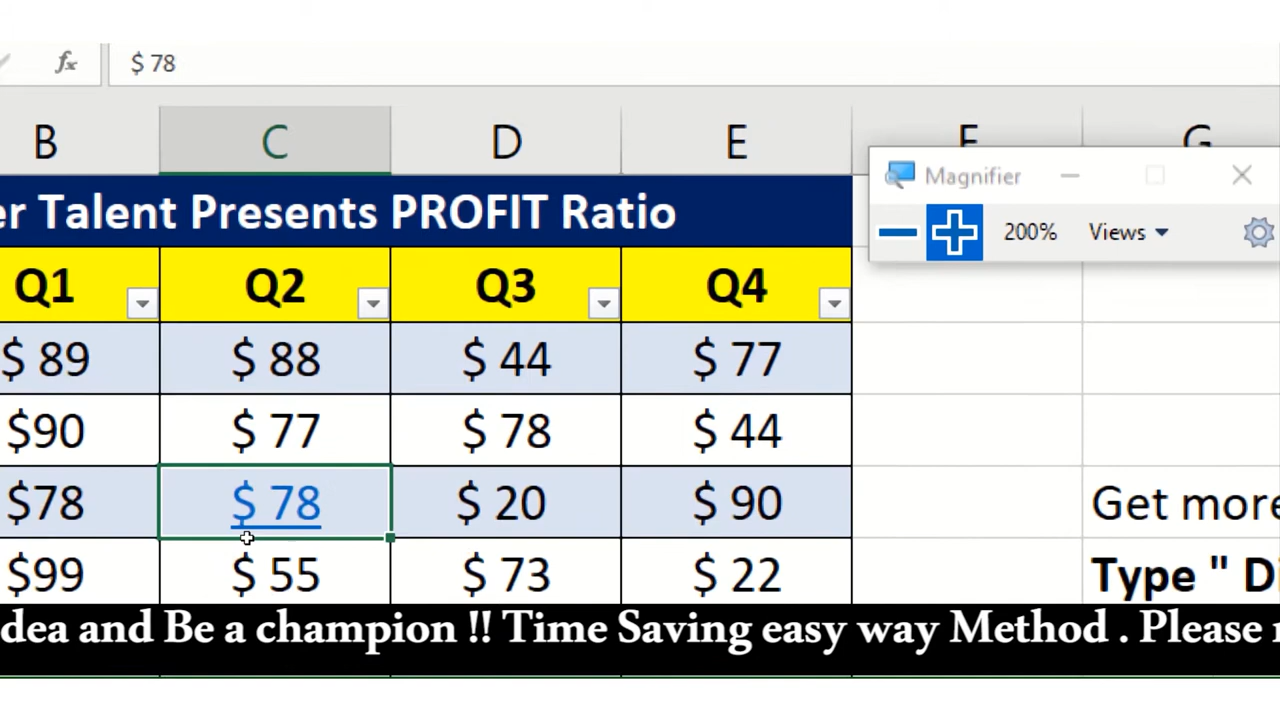 fx $ 78
B C D E F G
Magnifier
er Talent Presents PROFIT Ratio
200% Views
Q1 Q2 Q3 Q4
$ 89 $ 88 $ 44 $ 77
$90 $ 77 $ 78 $ 44
$78 $ 78 $ 20 $ 90 Get more
$99 $ 55 $ 73 $ 22 Type " Di
dea and Be a champion !! Time Saving easy way Method . Please